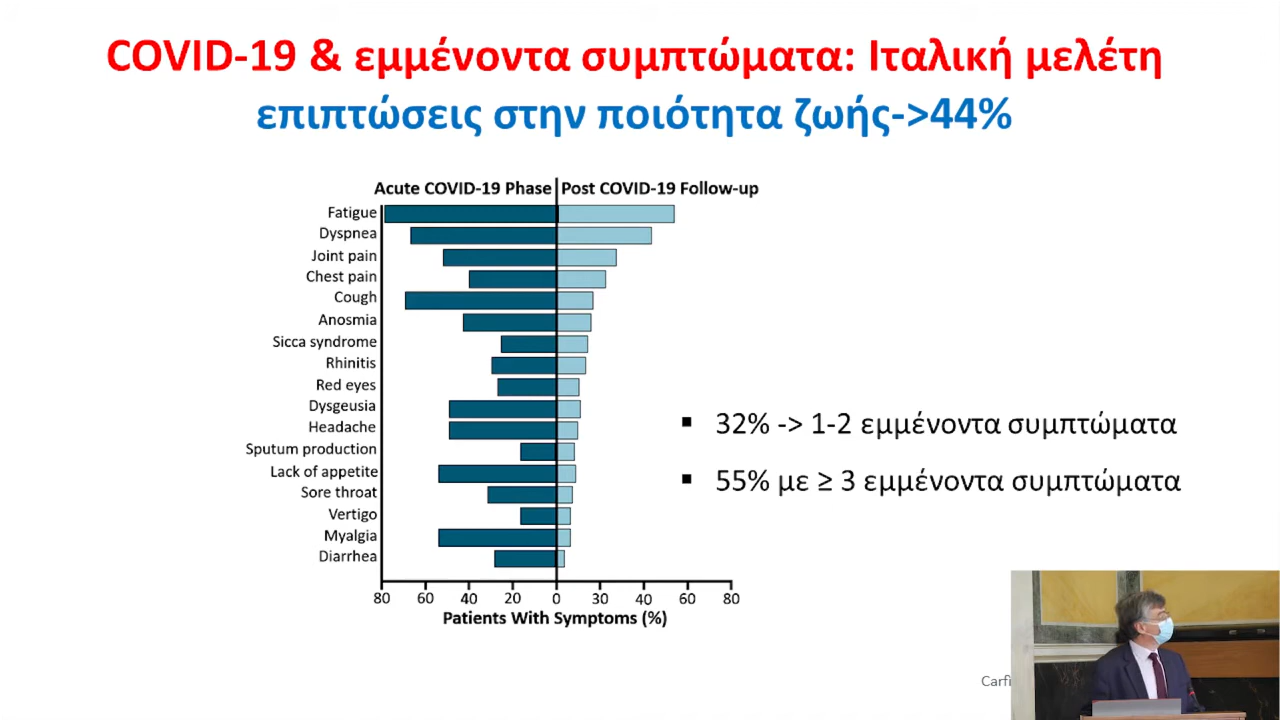 COVID-19 & εμμένοντα συμπτώματα: Ιταλική μελέτη
επιπτώσεις στην ποιότητα ζωής->44%
Acute COVID-19 Phase Post COVID-19 Follow-up
Fatigue
Dyspnea
Joint pain
Chest pain
Cough
Anosmia
Sicca syndrome
Rhinitis
Red eyes
Dysgeusia
Headache
Sputum production
Lack of appetite
Sore throat
Vertigo
Myalgia
Diarrhea
80 60 40 20 0 30 40 60 80
Patients With Symptoms (%)
▪ 32% -> 1-2 εμμένοντα συμπτώματα
▪ 55% με ≥ 3 εμμένοντα συμπτώματα